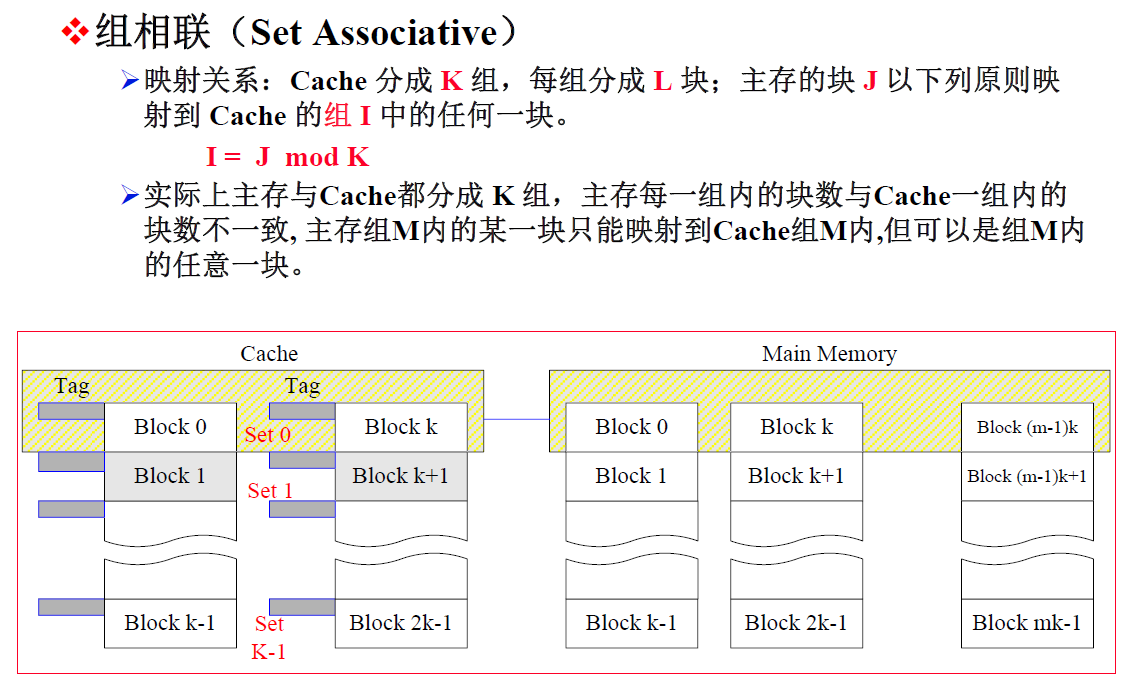 组相联（Set Associative）
映射关系：Cache 分成 K 组，每组分成 L 块；主存的块 J 以下列原则映
射到 Cache 的组 I 中的任何一块。
I = J mod K
实际上主存与Cache都分成 K 组，主存每一组内的块数与Cache一组内的
块数不一致, 主存组M内的某一块只能映射到Cache组M内,但可以是组M内
的任意一块。
Cache
Main Memory
Tag
Tag
Block 0
Set 0
Block k
Block 0
Block k
Block (m-1)k
Block 1
Set 1
Block k+1
Block 1
Block k+1
Block (m-1)k+1
Block k-1
Set
K-1
Block 2k-1
Block k-1
Block 2k-1
Block mk-1